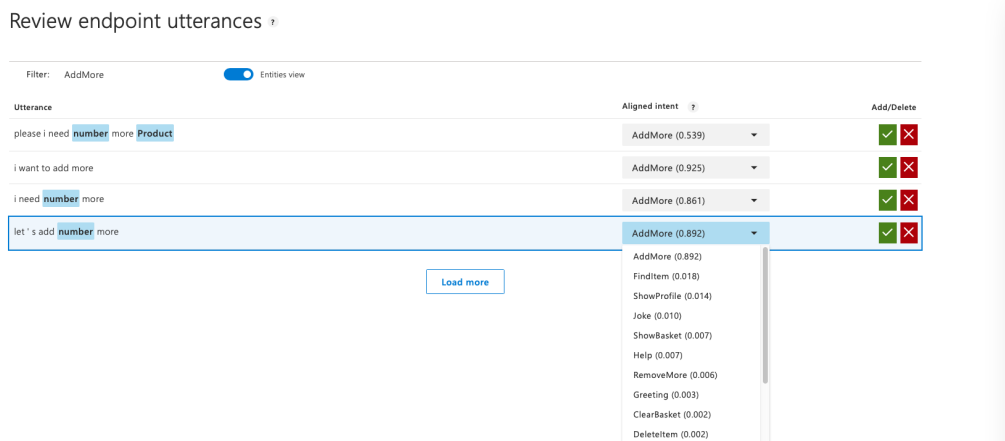 Review endpoint utterances ?
Filter: AddMore Entities view
Utterance Aligned intent ? Add/Delete
please i need number more Product AddMore (0.539)
i want to add more AddMore (0.925)
i need number more AddMore (0.861)
let ' s add number more AddMore (0.892)
AddMore (0.892)
Load more FindItem (0.018)
ShowProfile (0.014)
Joke (0.010)
ShowBasket (0.007)
Help (0.007)
RemoveMore (0.006)
Greeting (0.003)
ClearBasket (0.002)
DeleteItem (0.002)